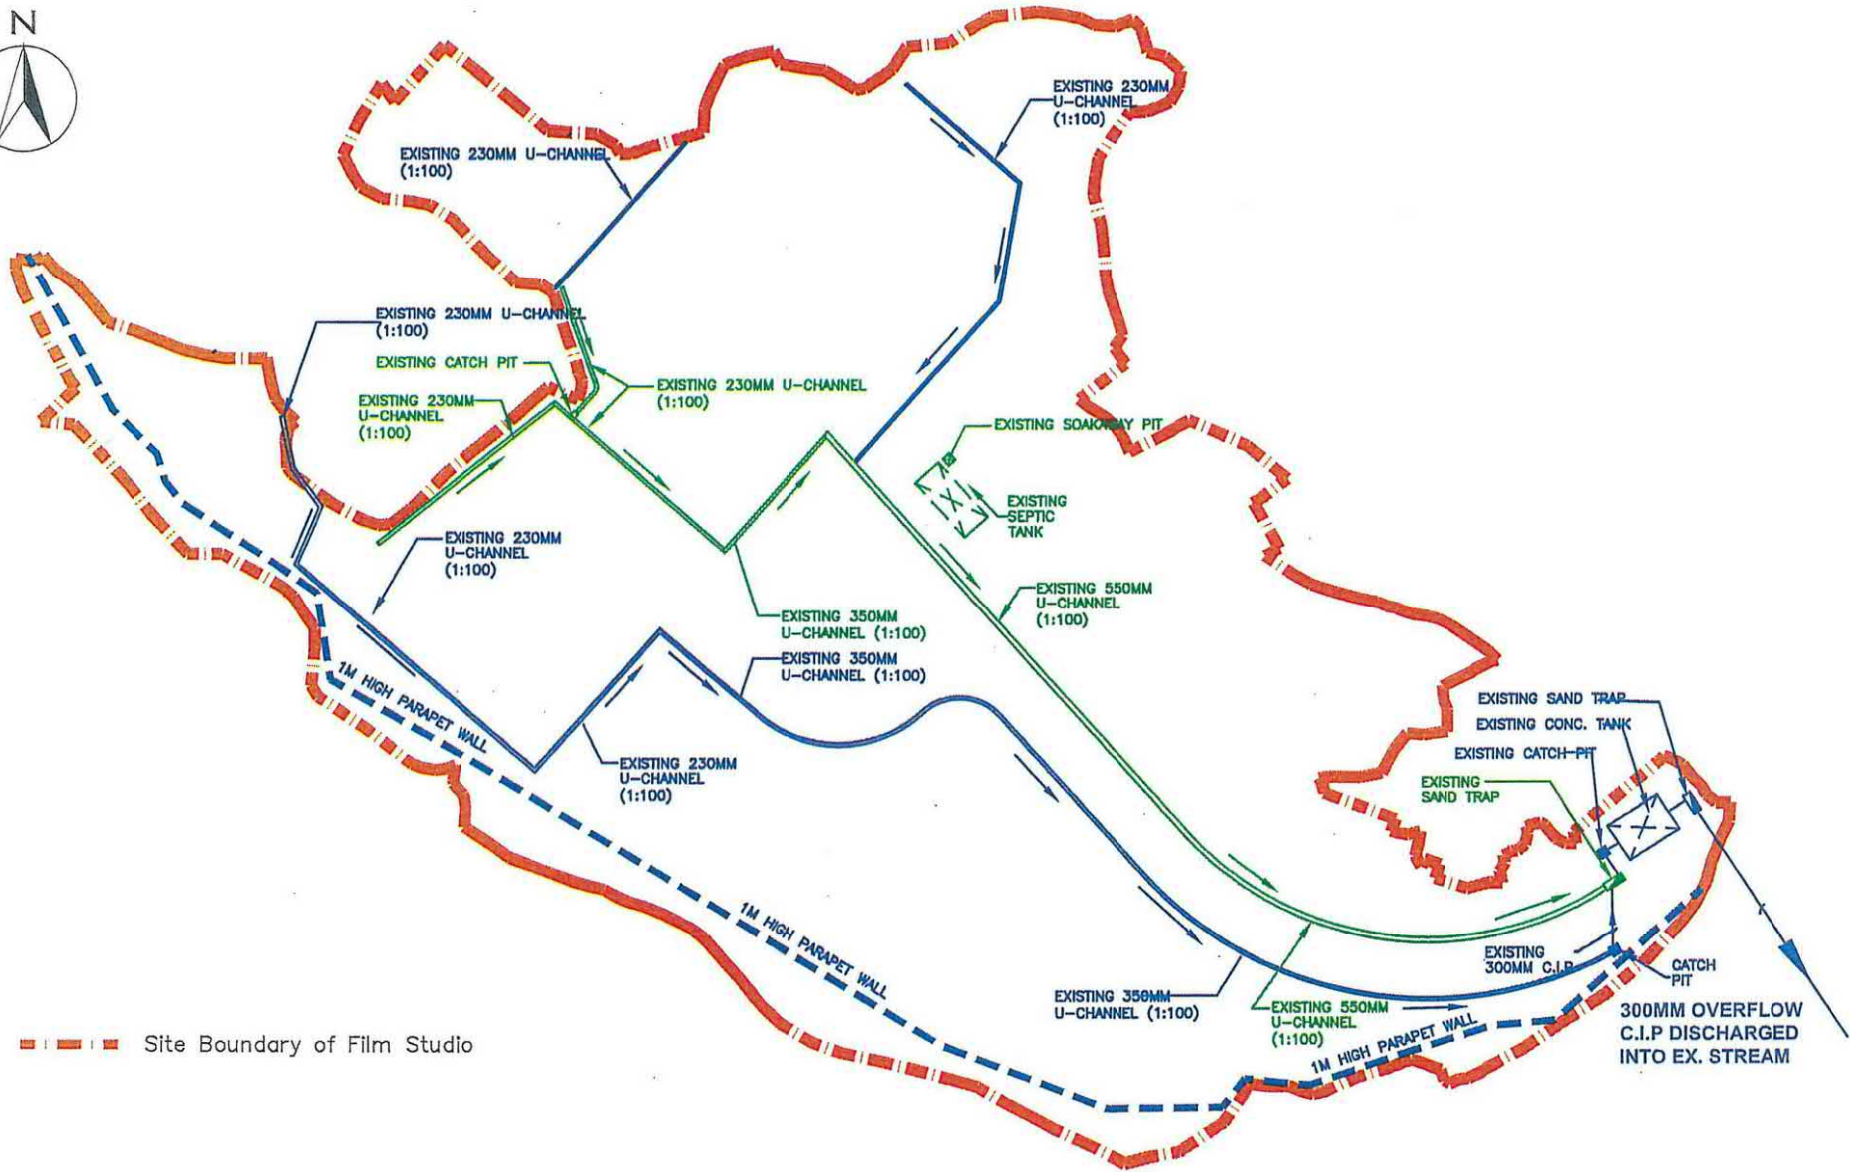 N
EXISTING 230MM
U-CHANNEL
(1:100)
EXISTING 230MM U-CHANNEL
(1:100)
EXISTING 230MM U-CHANNEL
(1:100)
EXISTING CATCH PIT
EXISTING 230MM U-CHANNEL
(1:100)
EXISTING 230MM
U-CHANNEL
(1:100)
EXISTING SOAKAWAY PIT
EXISTING
SEPTIC
TANK
EXISTING 230MM
U-CHANNEL
(1:100)
EXISTING 550MM
U-CHANNEL
(1:100)
EXISTING 350MM
U-CHANNEL (1:100)
EXISTING 350MM
U-CHANNEL (1:100)
1M HIGH PARAPET WALL
EXISTING 230MM
U-CHANNEL
(1:100)
EXISTING SAND TRAP
EXISTING CONC. TANK
EXISTING CATCH-PIT
EXISTING
SAND TRAP
1M HIGH PARAPET WALL
EXISTING
300MM C.I.P
CATCH
PIT
EXISTING 350MM
U-CHANNEL (1:100)
EXISTING 550MM
U-CHANNEL
(1:100)
1M HIGH PARAPET WALL
300MM OVERFLOW
C.I.P DISCHARGED
INTO EX. STREAM
Site Boundary of Film Studio